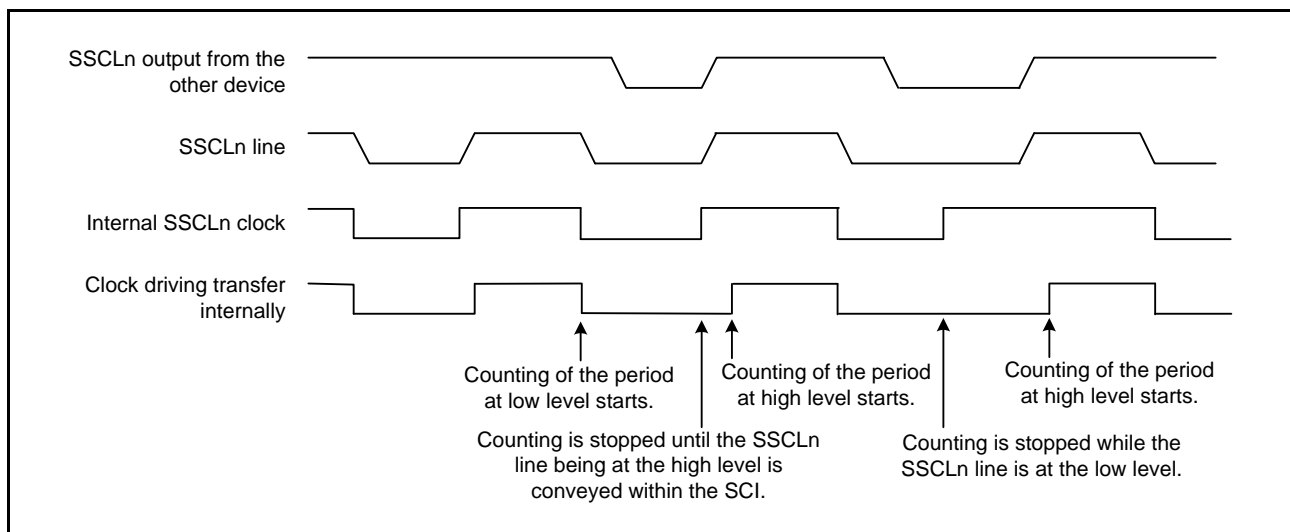 SSCLn output from the
other device
SSCLn line
Internal SSCLn clock
Clock driving transfer
internally
Counting of the period
at low level starts.
Counting of the period
at high level starts.
Counting of the period
at high level starts.
Counting is stopped until the SSCLn
line being at the high level is
conveyed within the SCI.
Counting is stopped while the
SSCLn line is at the low level.